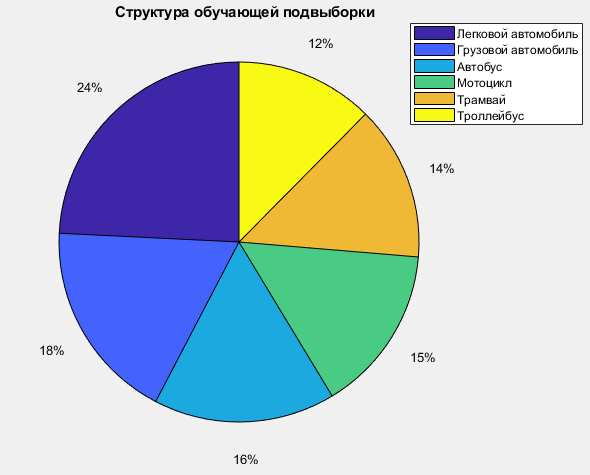 Структура обучающей подвыборки
Легковой автомобиль
Грузовой автомобиль
Автобус
Мотоцикл
Трамвай
Троллейбус
12%
24%
14%
18%
15%
16%